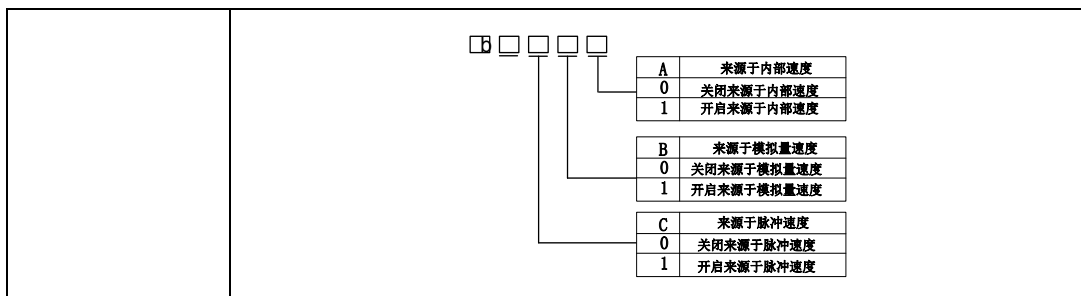 b
A 来源于内部速度
0 关闭来源于内部速度
1 开启来源于内部速度
B 来源于模拟量速度
0 关闭来源于模拟量速度
1 开启来源于模拟量速度
C 来源于脉冲速度
0 关闭来源于脉冲速度
1 开启来源于脉冲速度